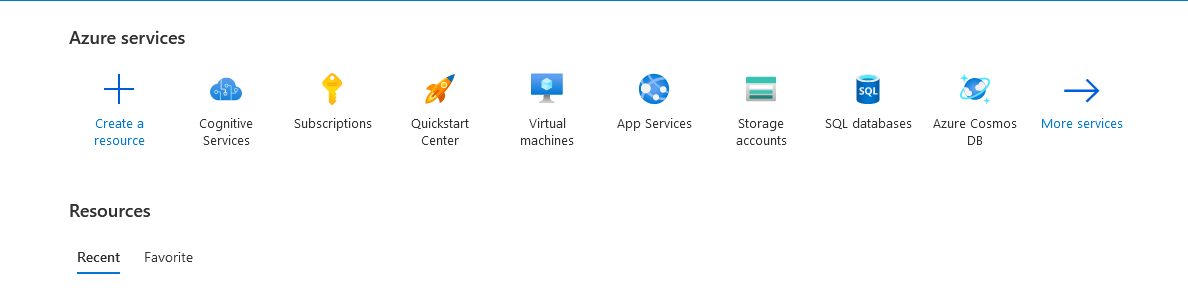 Azure services
SQL
Create a resource
Cognitive Services
Subscriptions
Quickstart Center
Virtual machines
App Services
Storage accounts
SQL databases
Azure Cosmos DB
More services
Resources
Recent Favorite